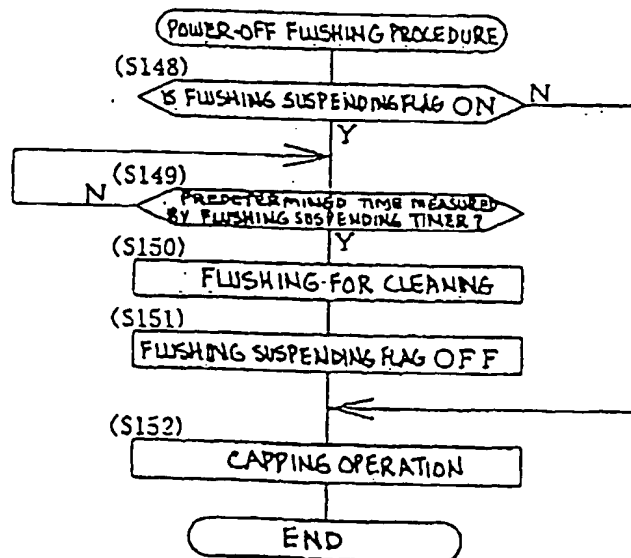 POWER-OFF FLUSHING PROCEDURE
(S148)
IS FLUSHING SUSPENDING FLAG ON
N
Y
(S149)
N
PREDETERMINED TIME MEASURED
BY FLUSHING SUSPENDING TIMER?
Y
(S150)
FLUSHING-FOR CLEANING
(S151)
FLUSHING SUSPENDING FLAG OFF
(S152)
CAPPING OPERATION
END